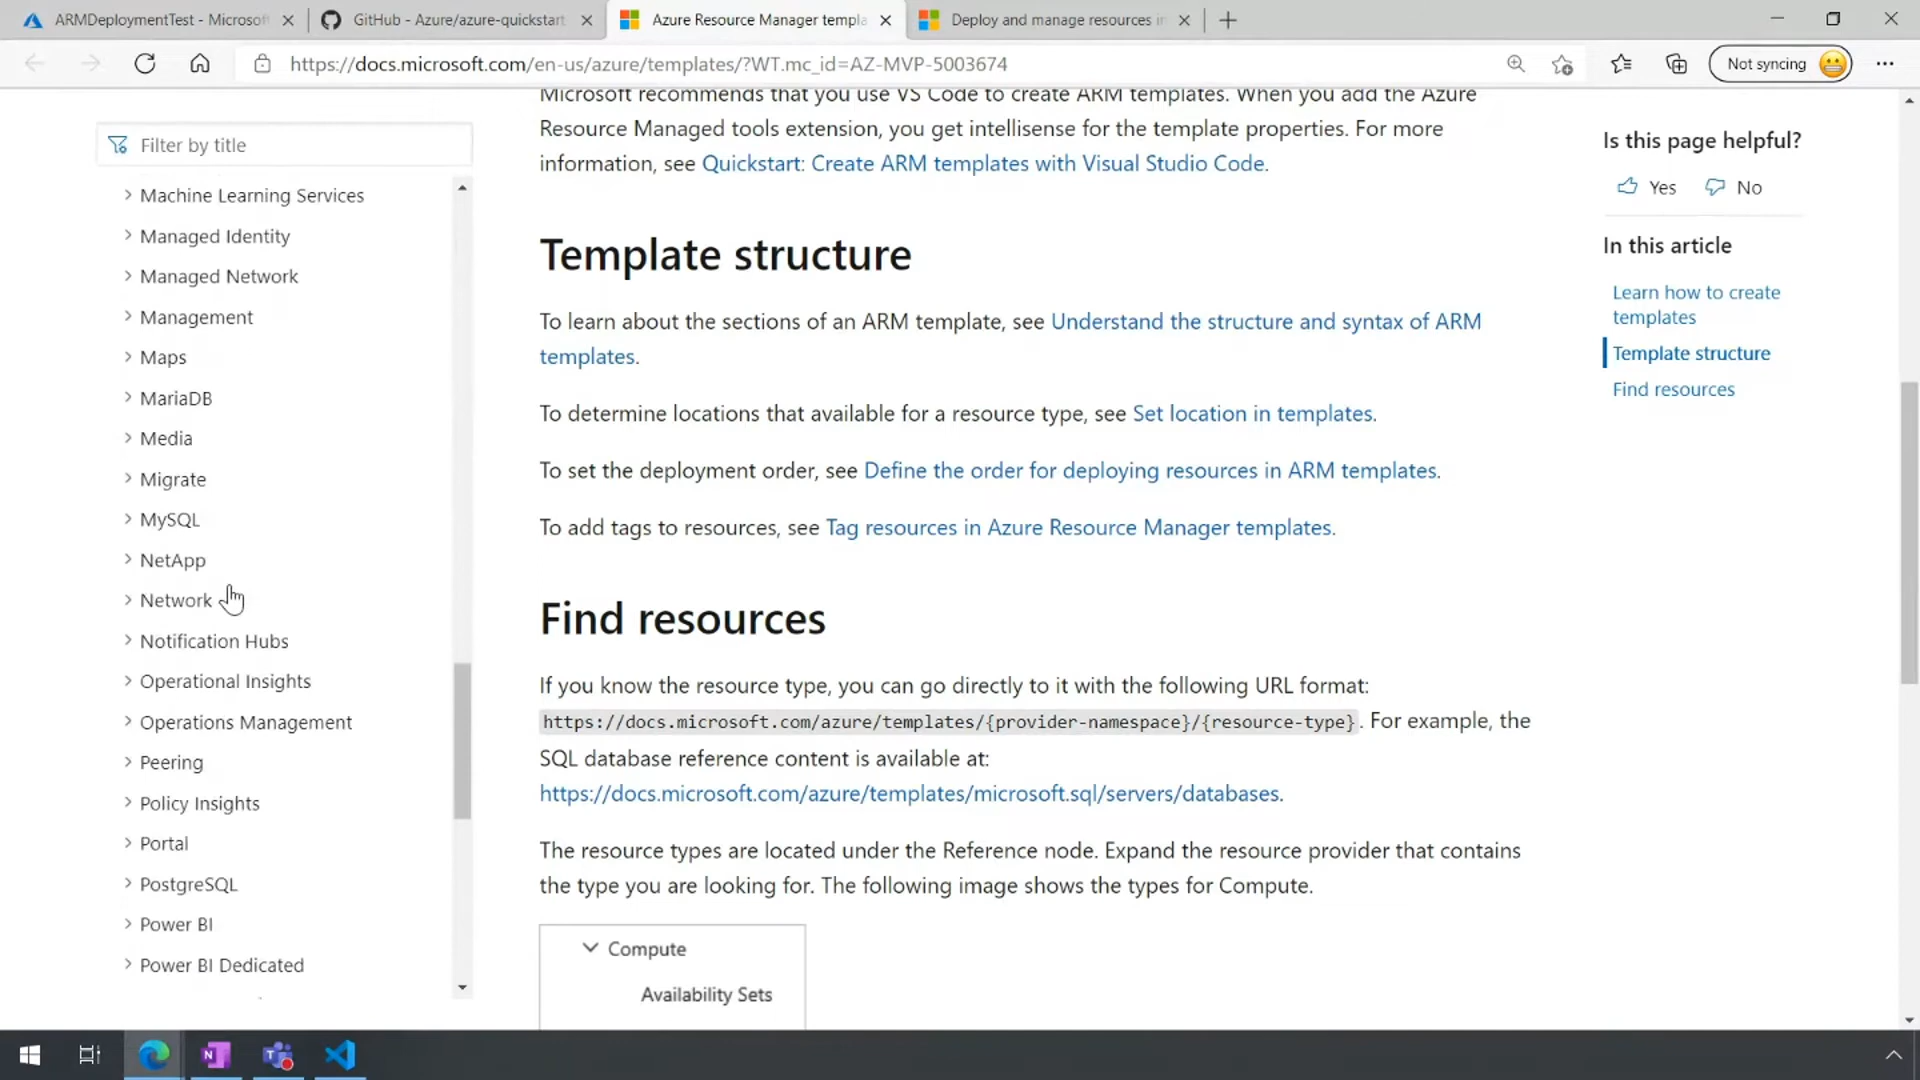 ARMDeploymentTest - Microsof
GitHub - Azure/azure-quickstart
Azure Resource Manager templa
Deploy and manage resources in
https://docs.microsoft.com/en-us/azure/templates/?WT.mc_id=AZ-MVP-5003674
Not syncing
Filter by title
Machine Learning Services
Managed Identity
Managed Network
Management
Maps
MariaDB
Media
Migrate
MySQL
NetApp
Network
Notification Hubs
Operational Insights
Operations Management
Peering
Policy Insights
Portal
PostgreSQL
Power BI
Power BI Dedicated
Microsoft recommends that you use VS Code to create ARM templates. When you add the Azure
Resource Managed tools extension, you get intellisense for the template properties. For more
information, see Quickstart: Create ARM templates with Visual Studio Code.
Template structure
To learn about the sections of an ARM template, see Understand the structure and syntax of ARM
templates.
To determine locations that available for a resource type, see Set location in templates.
To set the deployment order, see Define the order for deploying resources in ARM templates.
To add tags to resources, see Tag resources in Azure Resource Manager templates.
Find resources
If you know the resource type, you can go directly to it with the following URL format:
https://docs.microsoft.com/azure/templates/{provider-namespace}/{resource-type}. For example, the
SQL database reference content is available at:
https://docs.microsoft.com/azure/templates/microsoft.sql/servers/databases.
The resource types are located under the Reference node. Expand the resource provider that contains
the type you are looking for. The following image shows the types for Compute.
Compute
Availability Sets
Is this page helpful?
Yes
No
In this article
Learn how to create
templates
Template structure
Find resources